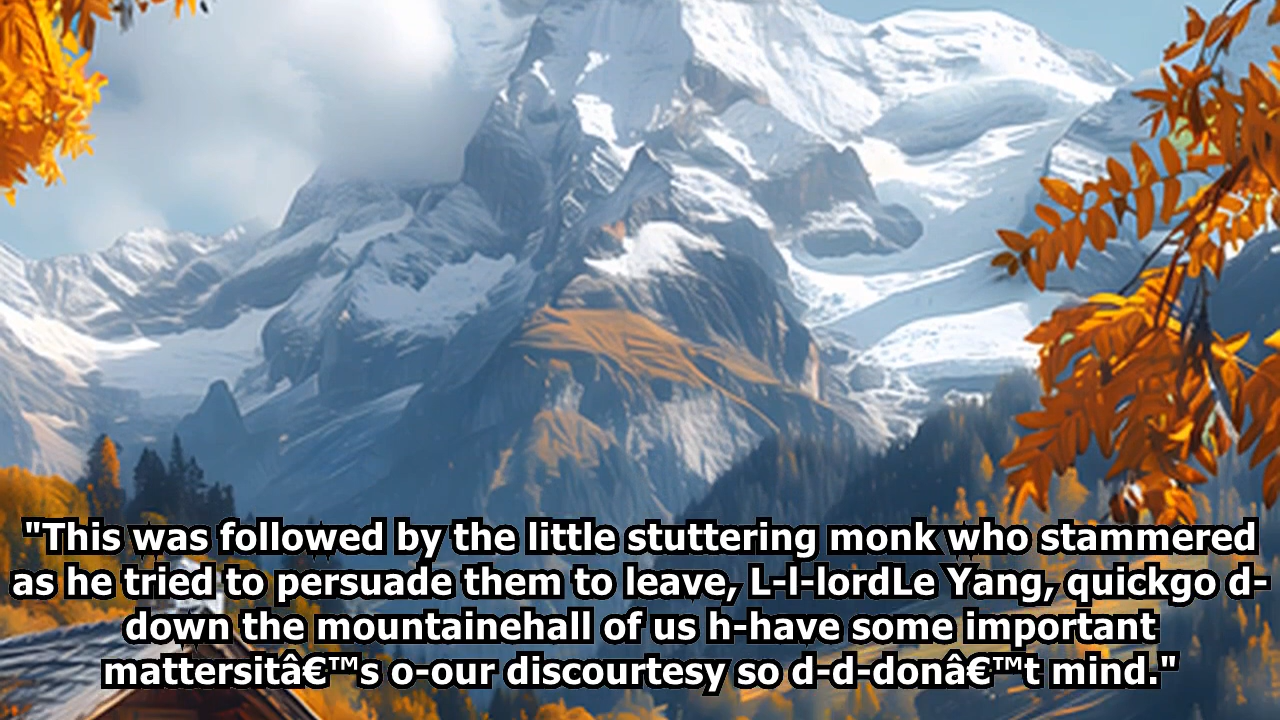 "This was followed by the little stuttering monk who stammered
as he tried to persuade them to leave, L-l-lordLe Yang, quickgo d-
down the mountainehall of us h-have some important
mattersitâ€™s o-our discourtesy so d-d-donâ€™t mind."